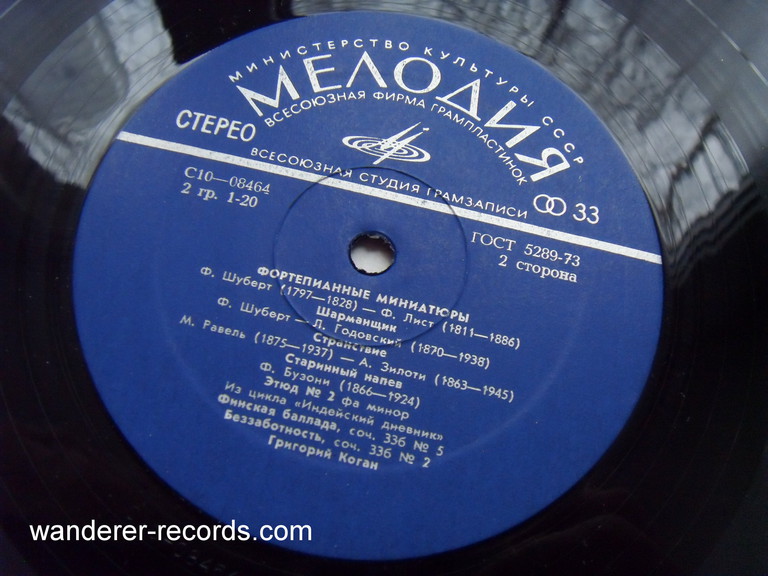 МИНИСТЕРСТВО КУЛЬТУРЫ СССР
МЕЛОДИЯ
ВСЕСОЮЗНАЯ ФИРМА ГРАМПЛАСТИНОК
СТЕРЕО
ВСЕСОЮЗНАЯ СТУДИЯ ГРАМЗАПИСИ
33
С10—08464
2 гр. 1-20
ГОСТ 5289-73
2 сторона
ФОРТЕПИАННЫЕ МИНИАТЮРЫ
Ф. Шуберт (1797—1828) — Ф. Лист (1811—1886)
Шарманщик
Ф. Шуберт — Л. Годовский (1870—1938)
Странствие
М. Равель (1875—1937) — А. Зилоти (1863—1945)
Старинный напев
Ф. Бузони (1866—1924)
Этюд № 2 фа минор
Из цикла «Индейский дневник»
Финская баллада, соч. 33б № 5
Беззаботность, соч. 33б № 2
Григорий Коган
wanderer-records.com